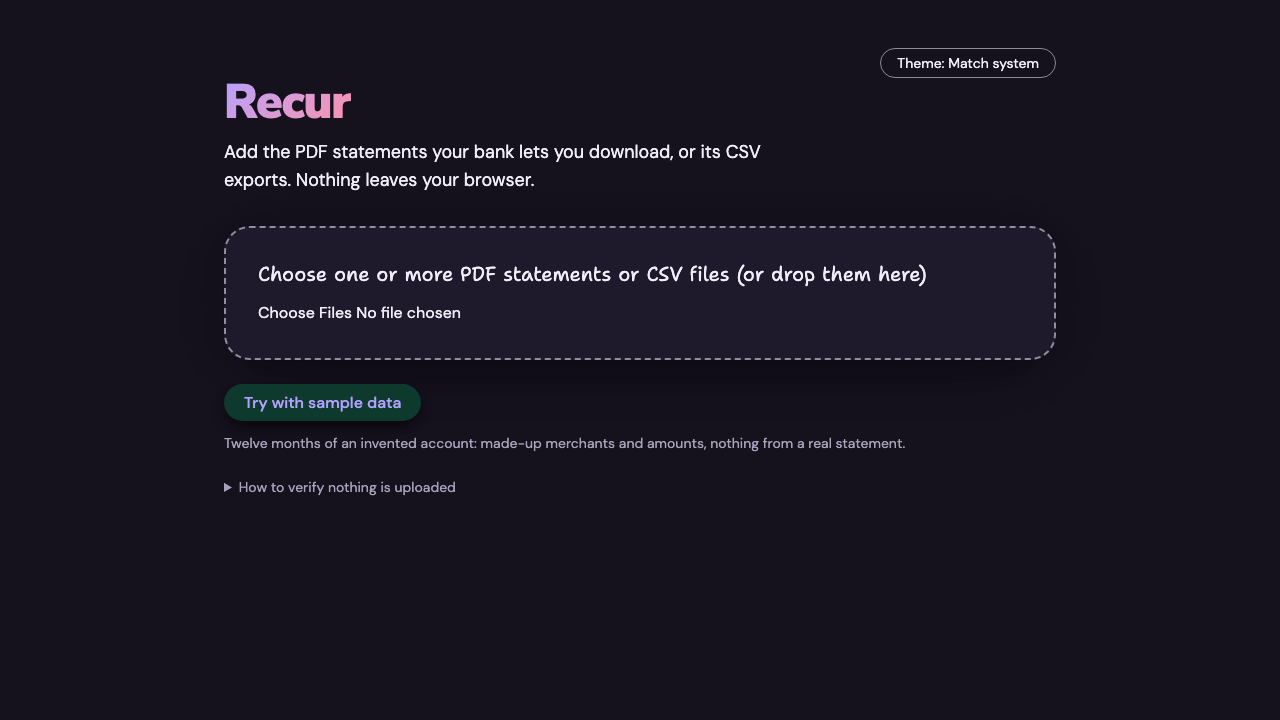 Theme: Match system
Recur
Add the PDF statements your bank lets you download, or its CSV
exports. Nothing leaves your browser.
Choose one or more PDF statements or CSV files (or drop them here)
Choose Files No file chosen
Try with sample data
Twelve months of an invented account: made-up merchants and amounts, nothing from a real statement.
How to verify nothing is uploaded